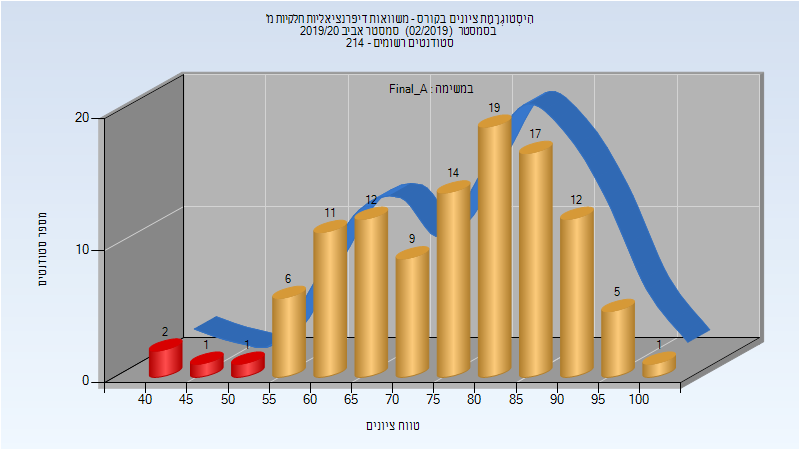 היסטוגרמת ציונים בקורס - משוואות דיפרנציאליות חלקיות מ'
בסמסטר (02/2019) סמסטר אביב 2019/20
סטודנטים רשומים - 214
במשימה : Final_A
מספר סטודנטים
20
10
0
2
1
1
6
11
12
9
14
19
17
12
5
1
40 45 50 55 60 65 70 75 80 85 90 95 100
טווח ציונים